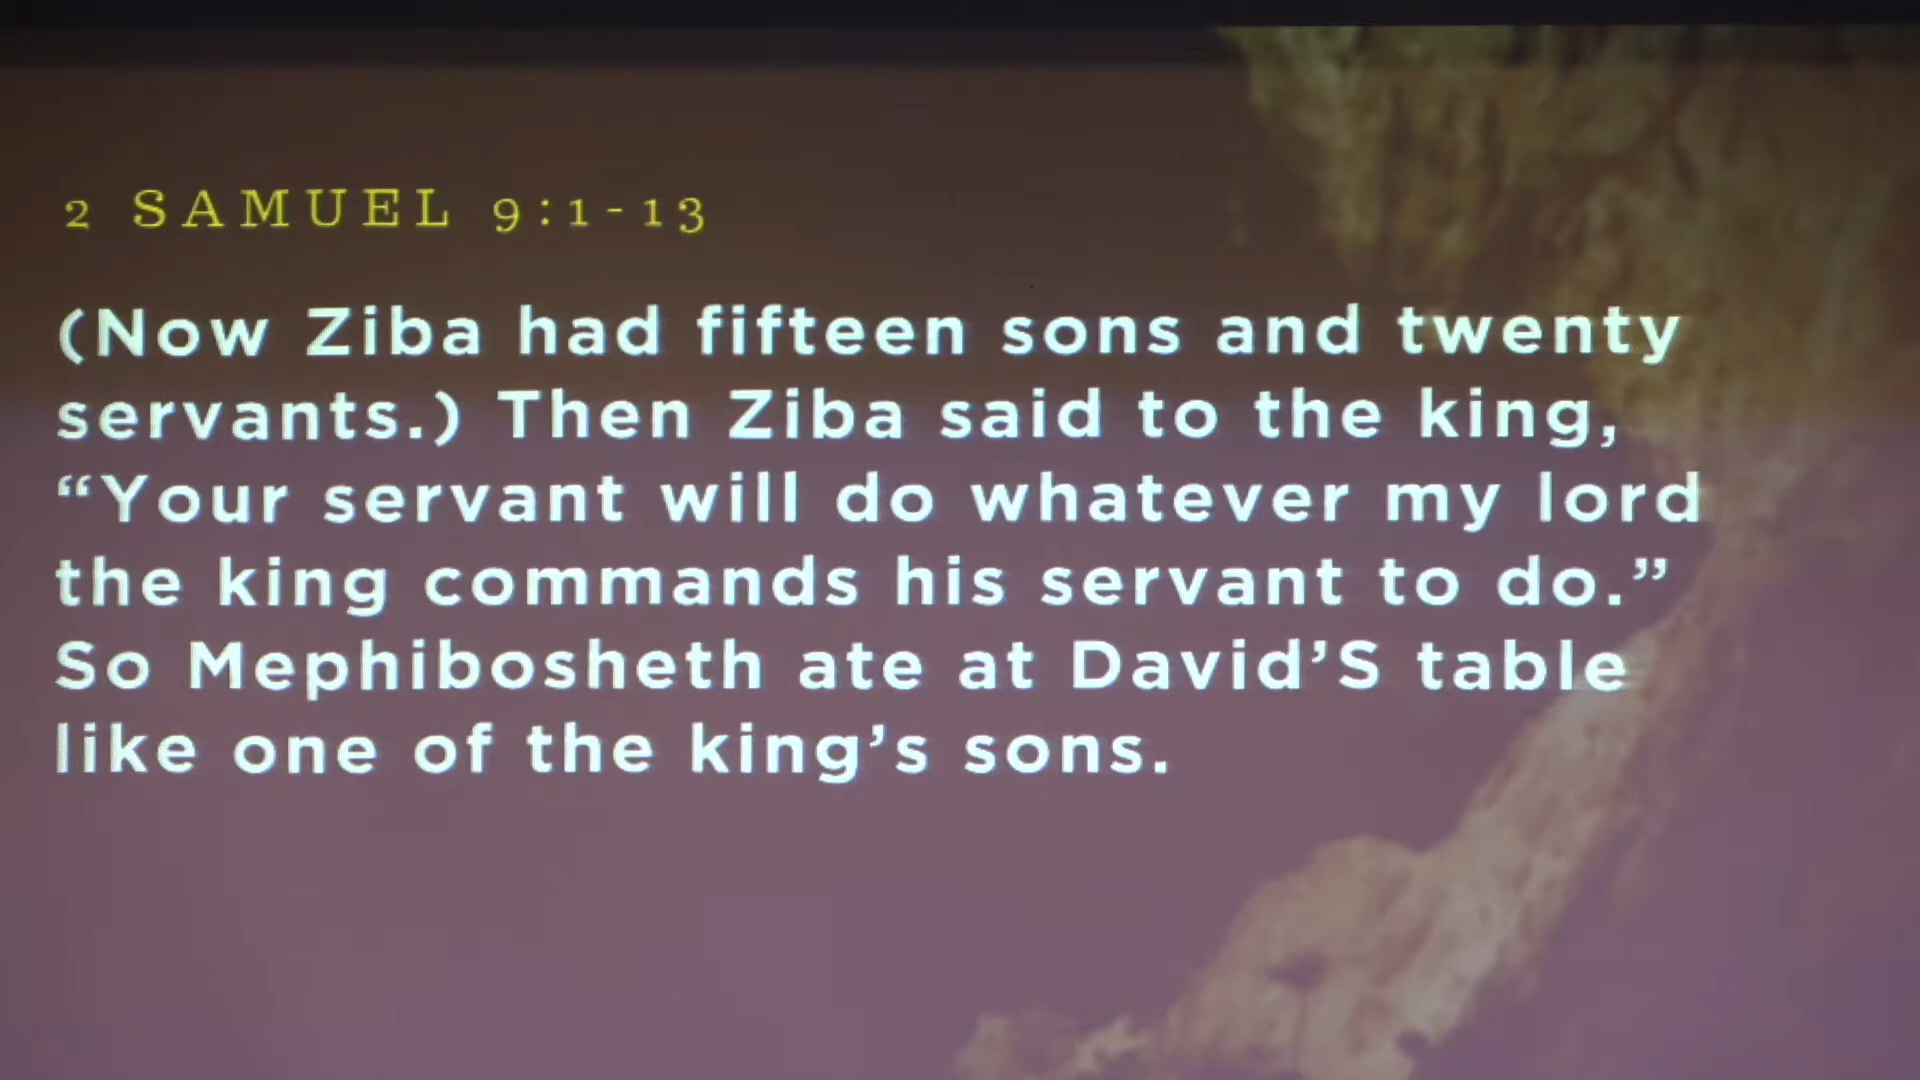 2 SAMUEL 9:1-13
(Now Ziba had fifteen sons and twenty
servants.) Then Ziba said to the king,
“Your servant will do whatever my lord
the king commands his servant to do.”
So Mephibosheth ate at David’S table
like one of the king’s sons.